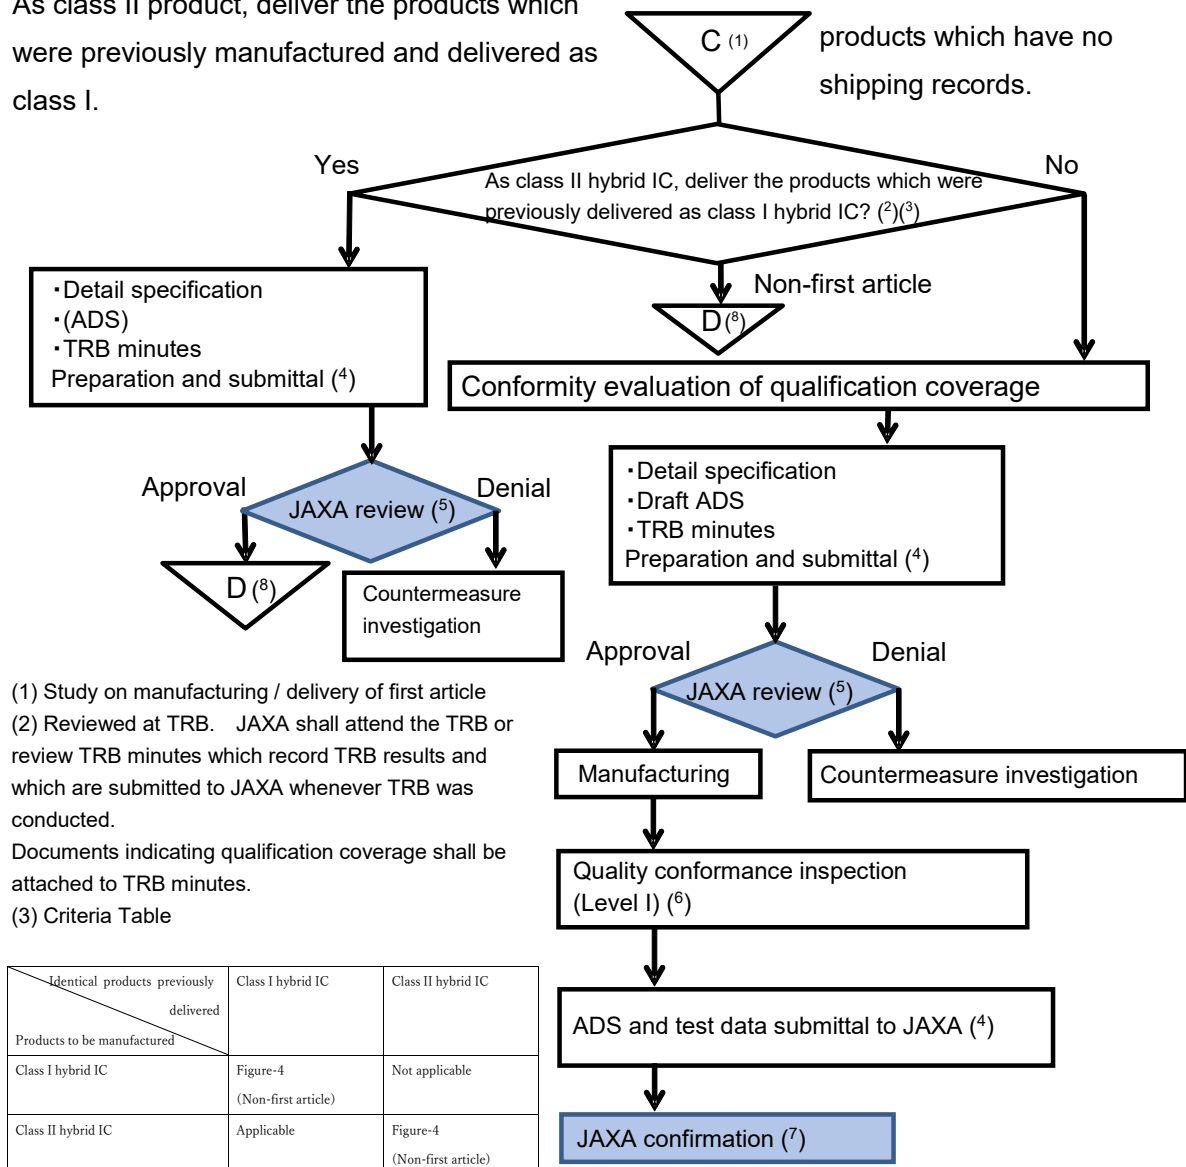 As class II product, deliver the products which
were previously manufactured and delivered as
class I.
C (1)
products which have no
shipping records.
Yes
No
As class II hybrid IC, deliver the products which were
previously delivered as class I hybrid IC? (2)(3)
Non-first article
D(8)
・Detail specification
・(ADS)
・TRB minutes
Preparation and submittal (4)
Conformity evaluation of qualification coverage
・Detail specification
・Draft ADS
・TRB minutes
Preparation and submittal (4)
Approval
Denial
JAXA review (5)
D (8)
Countermeasure
investigation
Approval
Denial
JAXA review (5)
Manufacturing
Countermeasure investigation
Quality conformance inspection
(Level I) (6)
ADS and test data submittal to JAXA (4)
JAXA confirmation (7)
(1) Study on manufacturing / delivery of first article
(2) Reviewed at TRB. JAXA shall attend the TRB or
review TRB minutes which record TRB results and
which are submitted to JAXA whenever TRB was
conducted.
Documents indicating qualification coverage shall be
attached to TRB minutes.
(3) Criteria Table
Identical products previously
delivered
Products to be manufactured
Class I hybrid IC
Class II hybrid IC
Class I hybrid IC
Figure-4
(Non-first article)
Not applicable
Class II hybrid IC
Applicable
Figure-4
(Non-first article)